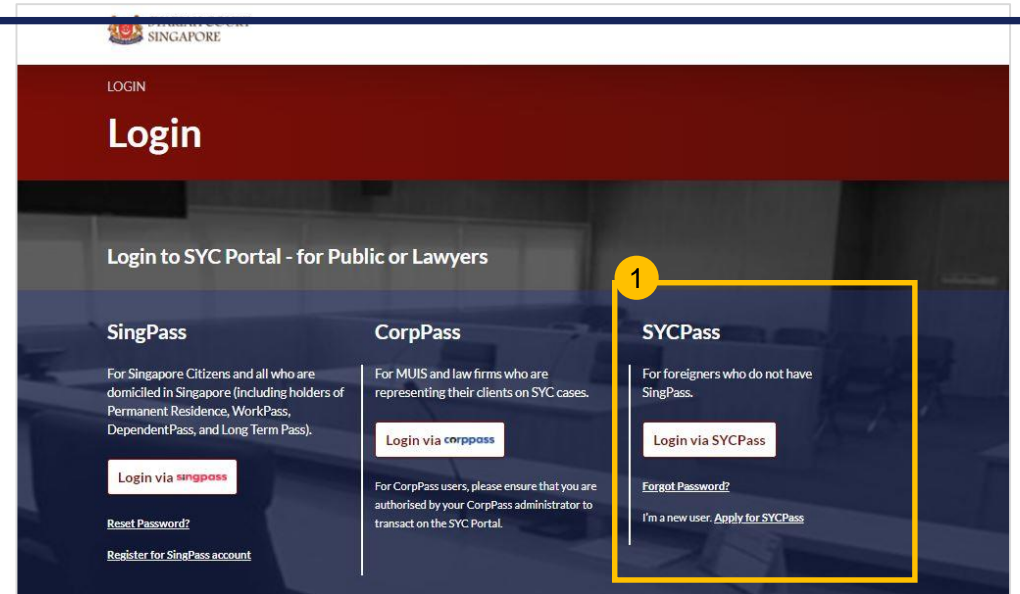 SINGAPORE
LOGIN
Login
Login to SYC Portal - for Public or Lawyers
1
SingPass
For Singapore Citizens and all who are
domiciled in Singapore (including holders of
Permanent Residence, WorkPass,
DependentPass, and Long Term Pass).
Login via singpass
Reset Password?
Register for SingPass account
CorpPass
For MUIS and law firms who are
representing their clients on SYC cases.
Login via corppass
For CorpPass users, please ensure that you are
authorised by your CorpPass administrator to
transact on the SYC Portal.
SYCPass
For foreigners who do not have
SingPass.
Login via SYCPass
Forgot Password?
I'm a new user. Apply for SYCPass